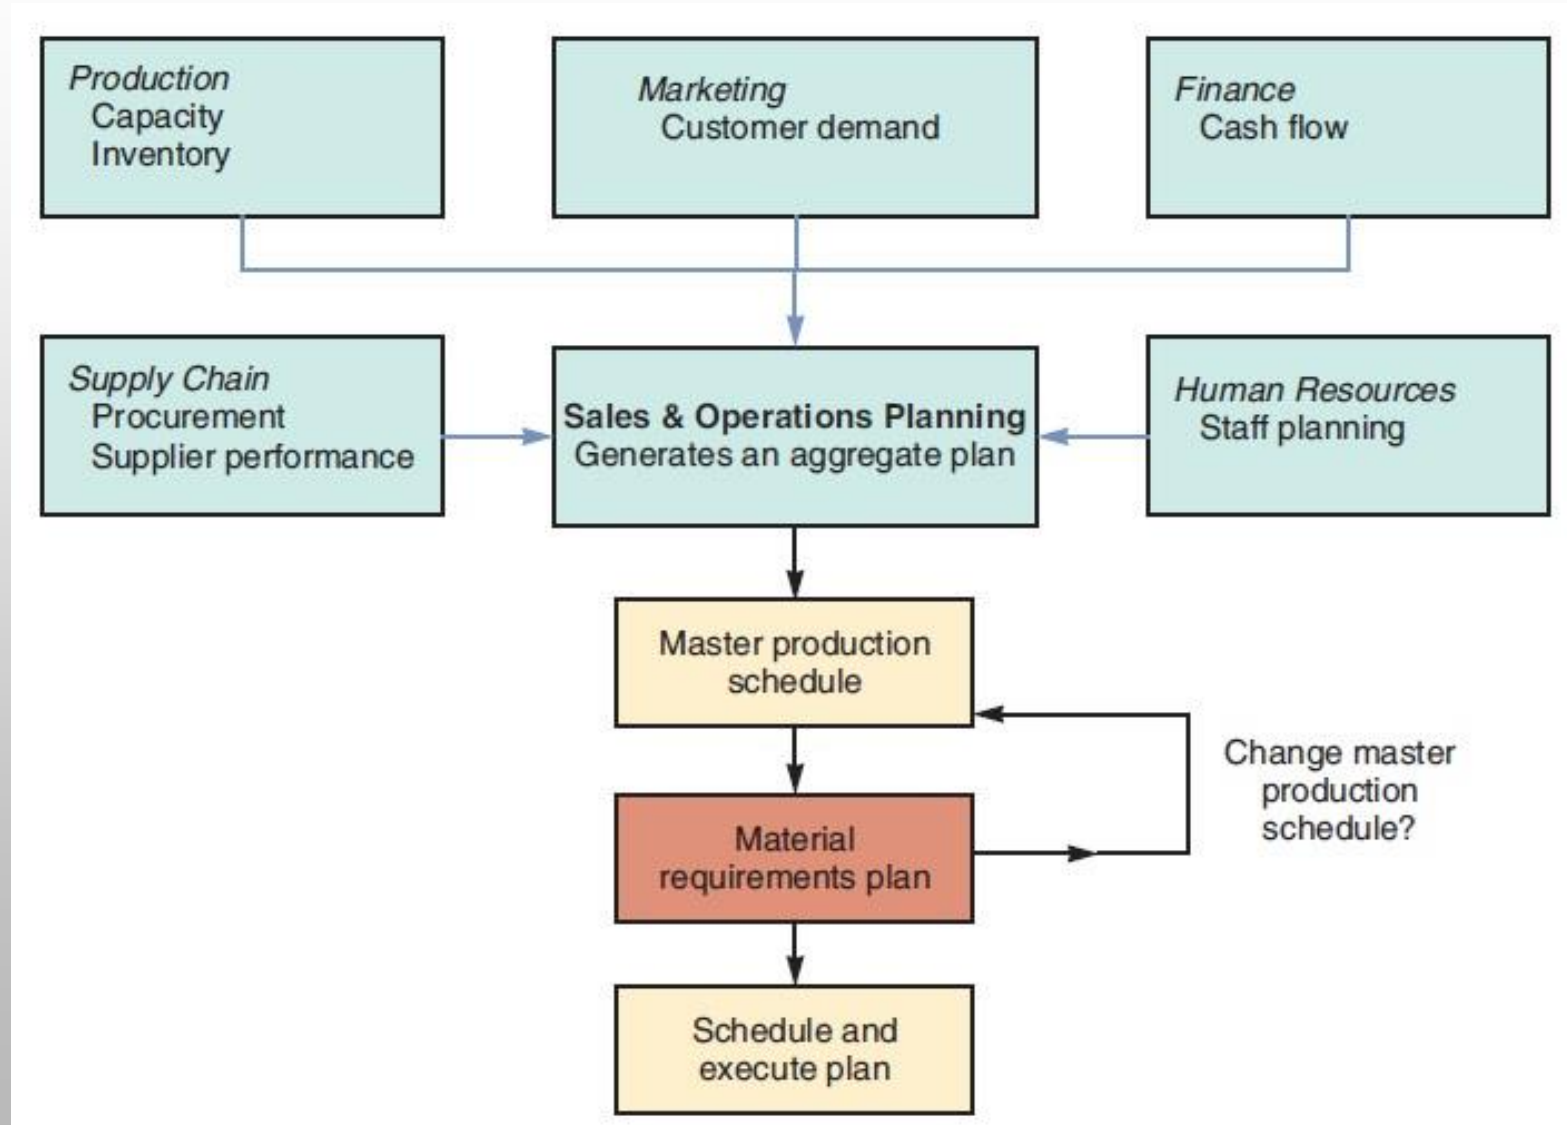 Production
Capacity
Inventory
Marketing
Customer demand
Finance
Cash flow
Supply Chain
Procurement
Supplier performance
Sales & Operations Planning
Generates an aggregate plan
Human Resources
Staff planning
Master production
schedule
Change master
production
schedule?
Material
requirements plan
Schedule and
execute plan